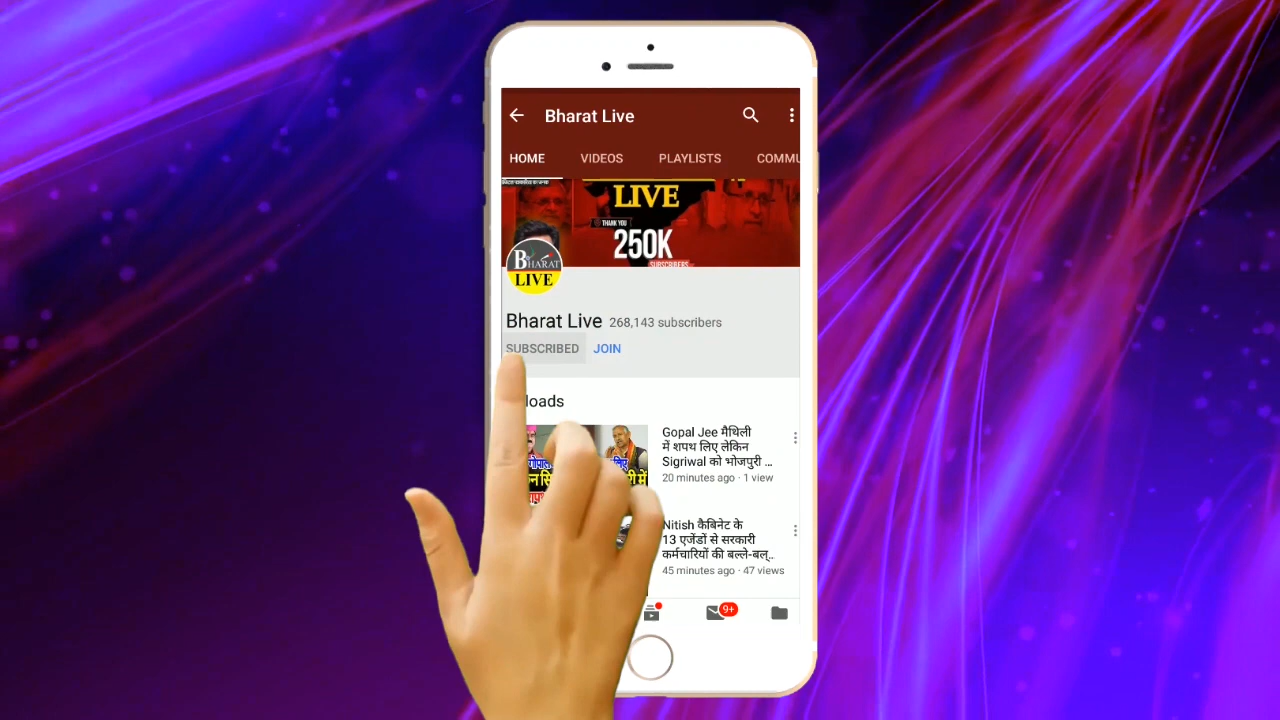 Bharat Live
HOME VIDEOS PLAYLISTS COMMU
LIVE
THANK YOU
250K
SUBSCRIBERS
BHARAT
LIVE
Bharat Live 268,143 subscribers
SUBSCRIBED JOIN
loads
Gopal Jee मैथिली
में शपथ लिए लेकिन
Sigriwal को भोजपुरी ...
20 minutes ago · 1 view
Nitish कैबिनेट के
13 एजेंडों से सरकारी
कर्मचारियों की बल्ले-बल्..
45 minutes ago · 47 views
9+